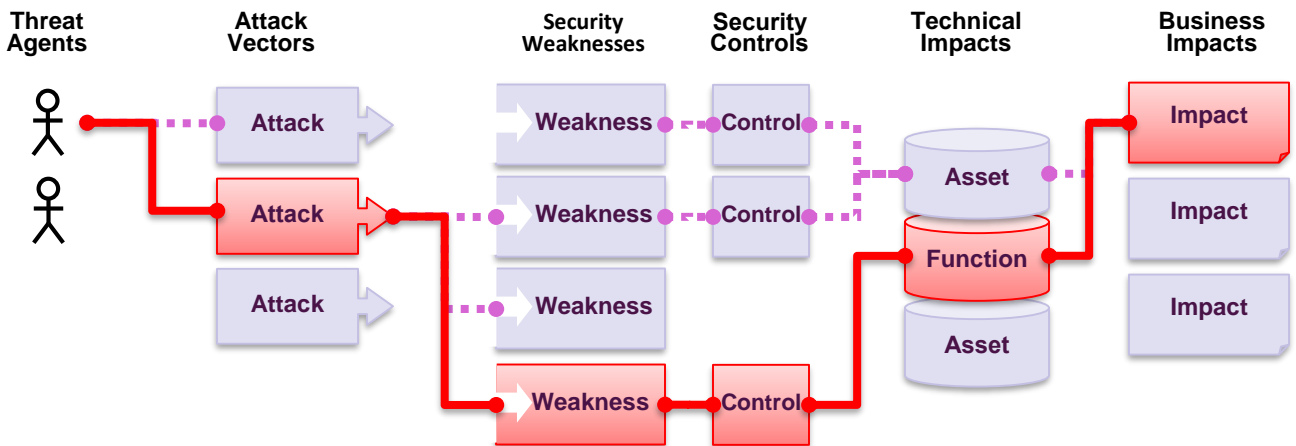 Threat
Agents
Attack
Vectors
Security
Weaknesses
Security
Controls
Technical
Impacts
Business
Impacts
Attack
Weakness
Control
Impact
Asset
Attack
Weakness
Control
Impact
Function
Attack
Weakness
Impact
Asset
Weakness
Control